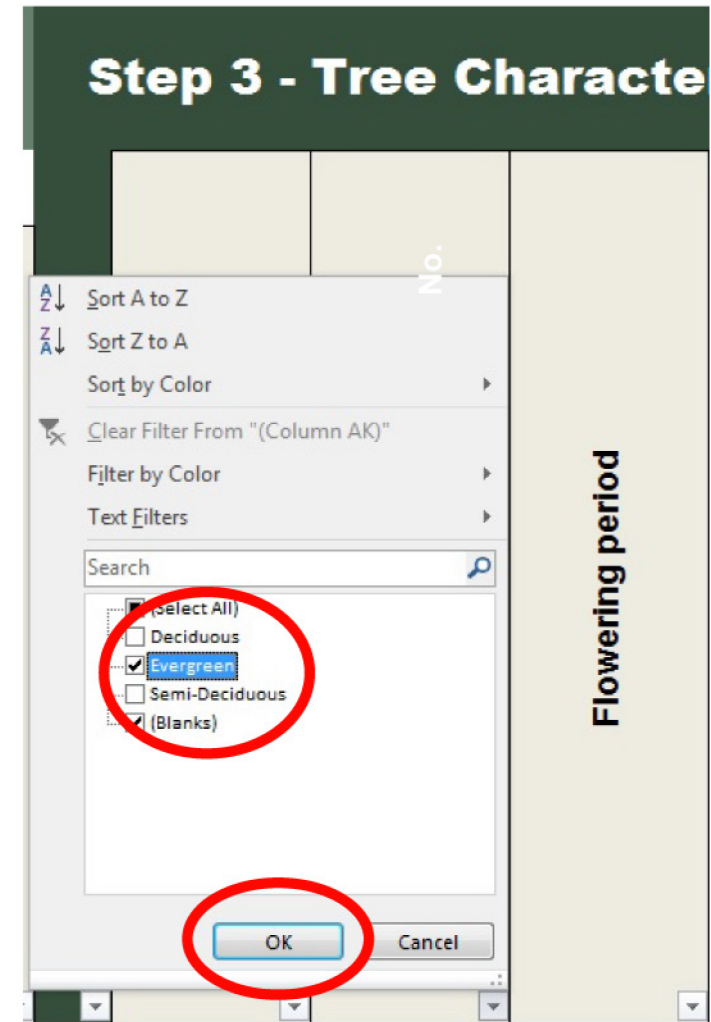 Step 3 - Tree Characte
No.
Sort A to Z
Sort Z to A
Sort by Color
Clear Filter From "(Column AK)"
Filter by Color
Text Filters
Search
(Select All)
Deciduous
Evergreen
Semi-Deciduous
(Blanks)
OK
Cancel
Flowering period